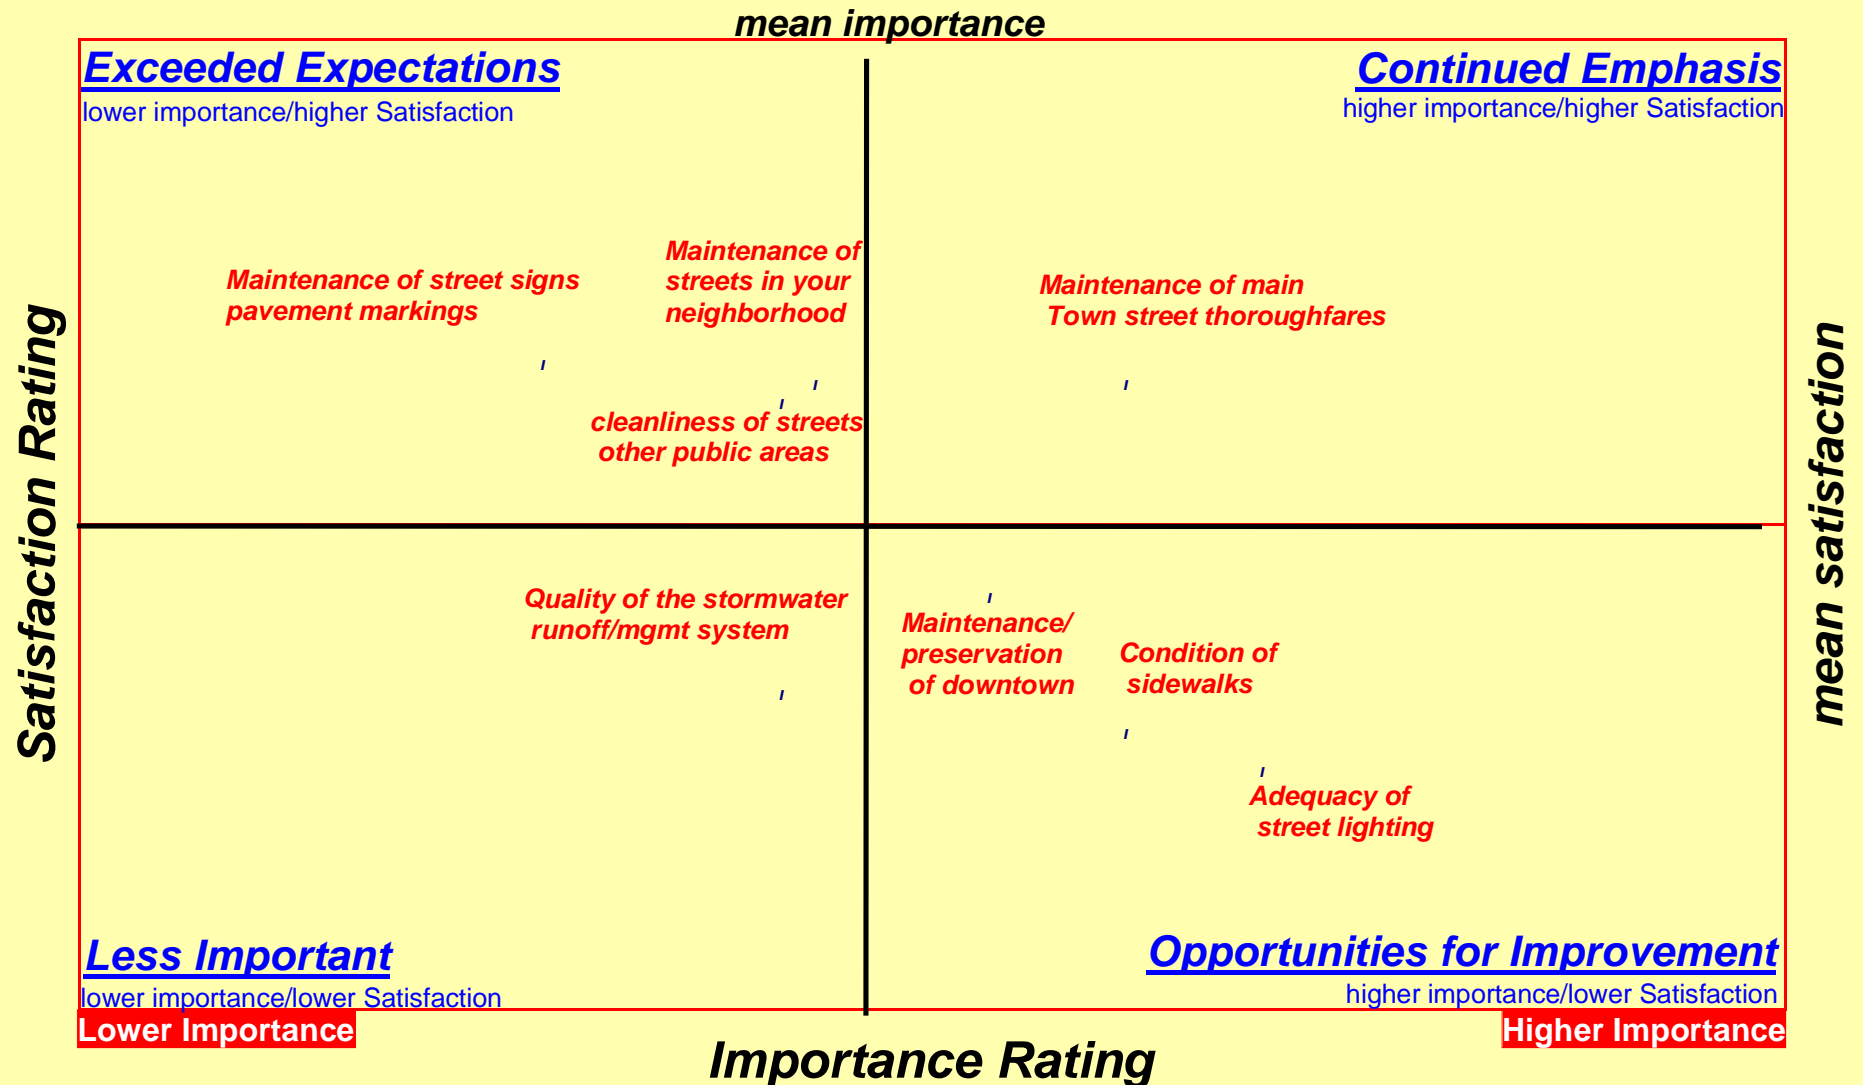 mean importance
Exceeded Expectations
lower importance/higher Satisfaction
Continued Emphasis
higher importance/higher Satisfaction
Maintenance of street signs
pavement markings
Maintenance of
streets in your
neighborhood
Maintenance of main
Town street thoroughfares
cleanliness of streets
other public areas
Satisfaction Rating
mean satisfaction
Quality of the stormwater
runoff/mgmt system
Maintenance/
preservation
of downtown
Condition of
sidewalks
Adequacy of
street lighting
Less Important
lower importance/lower Satisfaction
Opportunities for Improvement
higher importance/lower Satisfaction
Lower Importance
Higher Importance
Importance Rating